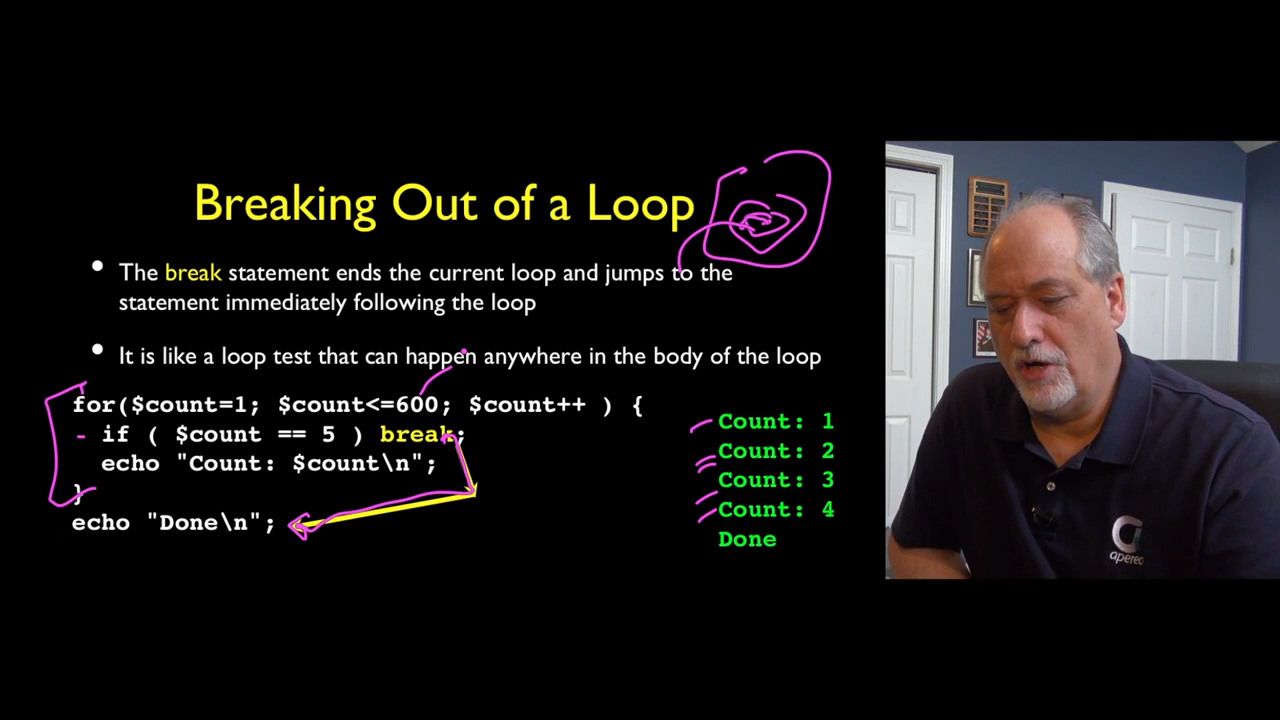 Breaking Out of a Loop
• The break statement ends the current loop and jumps to the
statement immediately following the loop
• It is like a loop test that can happen anywhere in the body of the loop
for($count=1; $count<=600; $count++ ) {
if ( $count == 5 ) break;
echo "Count: $count\n";
}
echo "Done\n";
Count: 1
Count: 2
Count: 3
Count: 4
Done
apereo